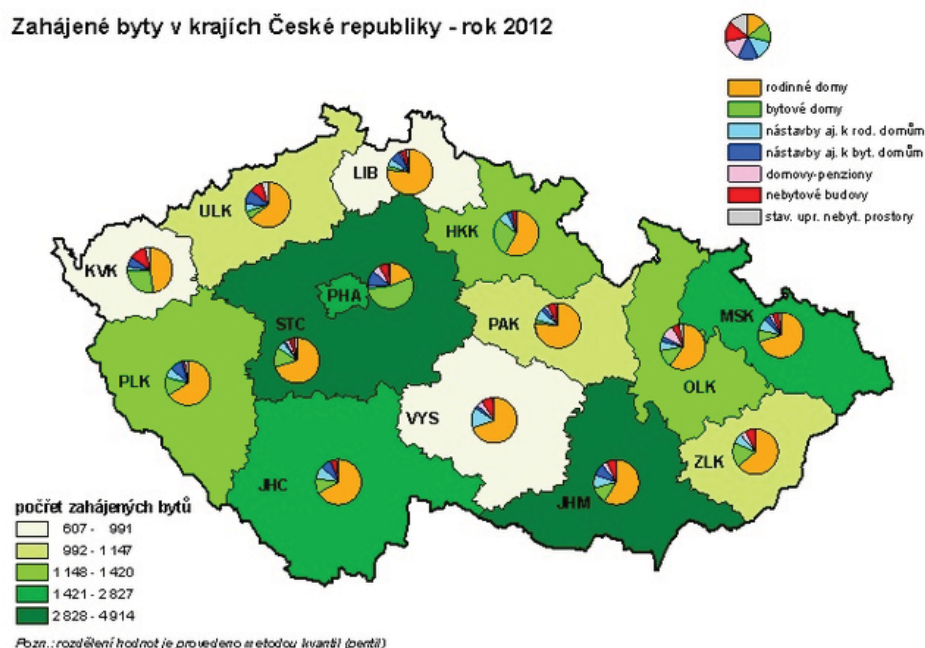 Zahájené byty v krajích České republiky - rok 2012
rodinné domy
bytové domy
nástavby aj. k rod. domům
nástavby aj. k byt. domům
domovy-penziony
nebytové budovy
stav. upr. nebyt. prostory
LIB
ULK
HKK
KVK
PHA
STC
PAK
MSK
PLK
OLK
VYS
ZLK
JHC
JHM
počřet zahájených bytů
607 - 991
992 - 1 147
1 148 - 1 420
1 421 - 2 827
2 828 - 4 914
Pozn.: rozdělení hodnot je provedeno metodou kvantil (pentil)